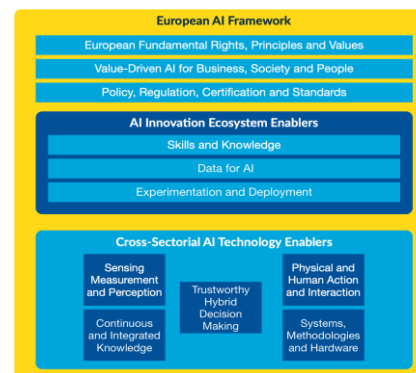 European AI Framework
European Fundamental Rights, Principles and Values
Value-Driven AI for Business, Society and People
Policy, Regulation, Certification and Standards
AI Innovation Ecosystem Enablers
Skills and Knowledge
Data for AI
Experimentation and Deployment
Cross-Sectorial AI Technology Enablers
Sensing
Measurement
and Perception
Continuous
and Integrated
Knowledge
Trustworthy
Hybrid
Decision
Making
Physical and
Human Action
and Interaction
Systems,
Methodologies
and Hardware